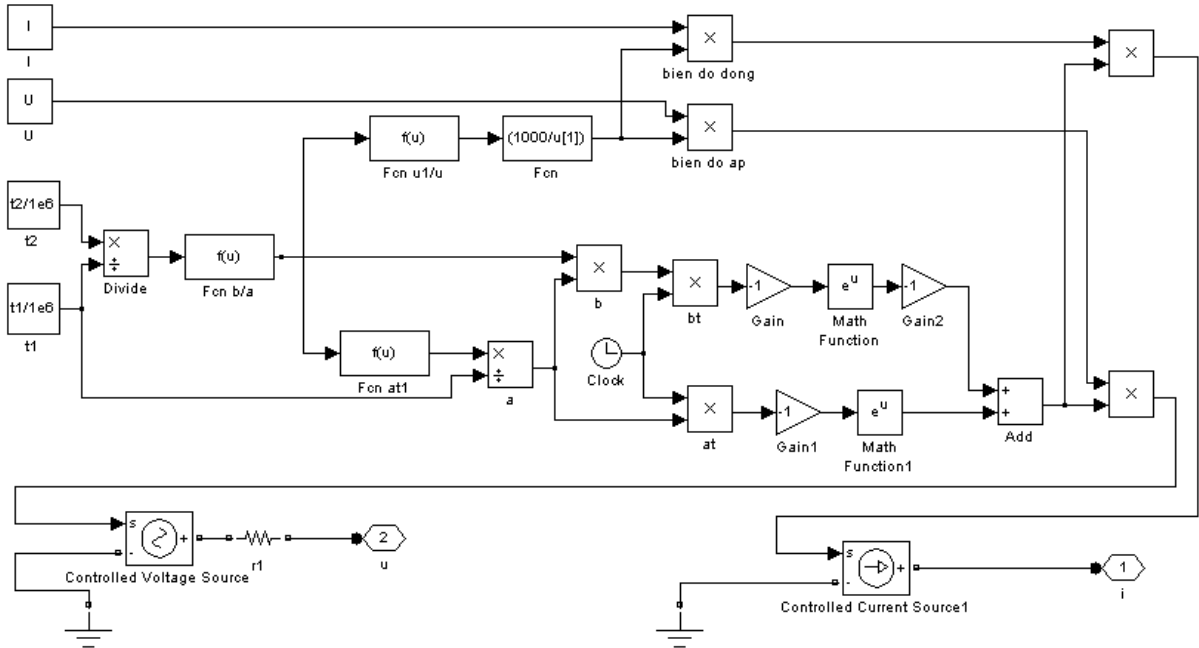 I
I
×
bien do dong
×
U
U
×
bien do ap
f(u)
Fcn u1/u
(1000/u[1])
Fcn
t2/1e6
t2
×
÷
Divide
f(u)
Fcn b/a
t1/1e6
t1
×
b
×
bt
-1
Gain
e^u
Math
Function
-1
Gain2
f(u)
Fcn at1
×
÷
a
Clock
×
at
-1
Gain1
e^u
Math
Function1
+
+
Add
×
s
-
+
Controlled Voltage Source
r1
2
u
s
-
+
Controlled Current Source1
1
i